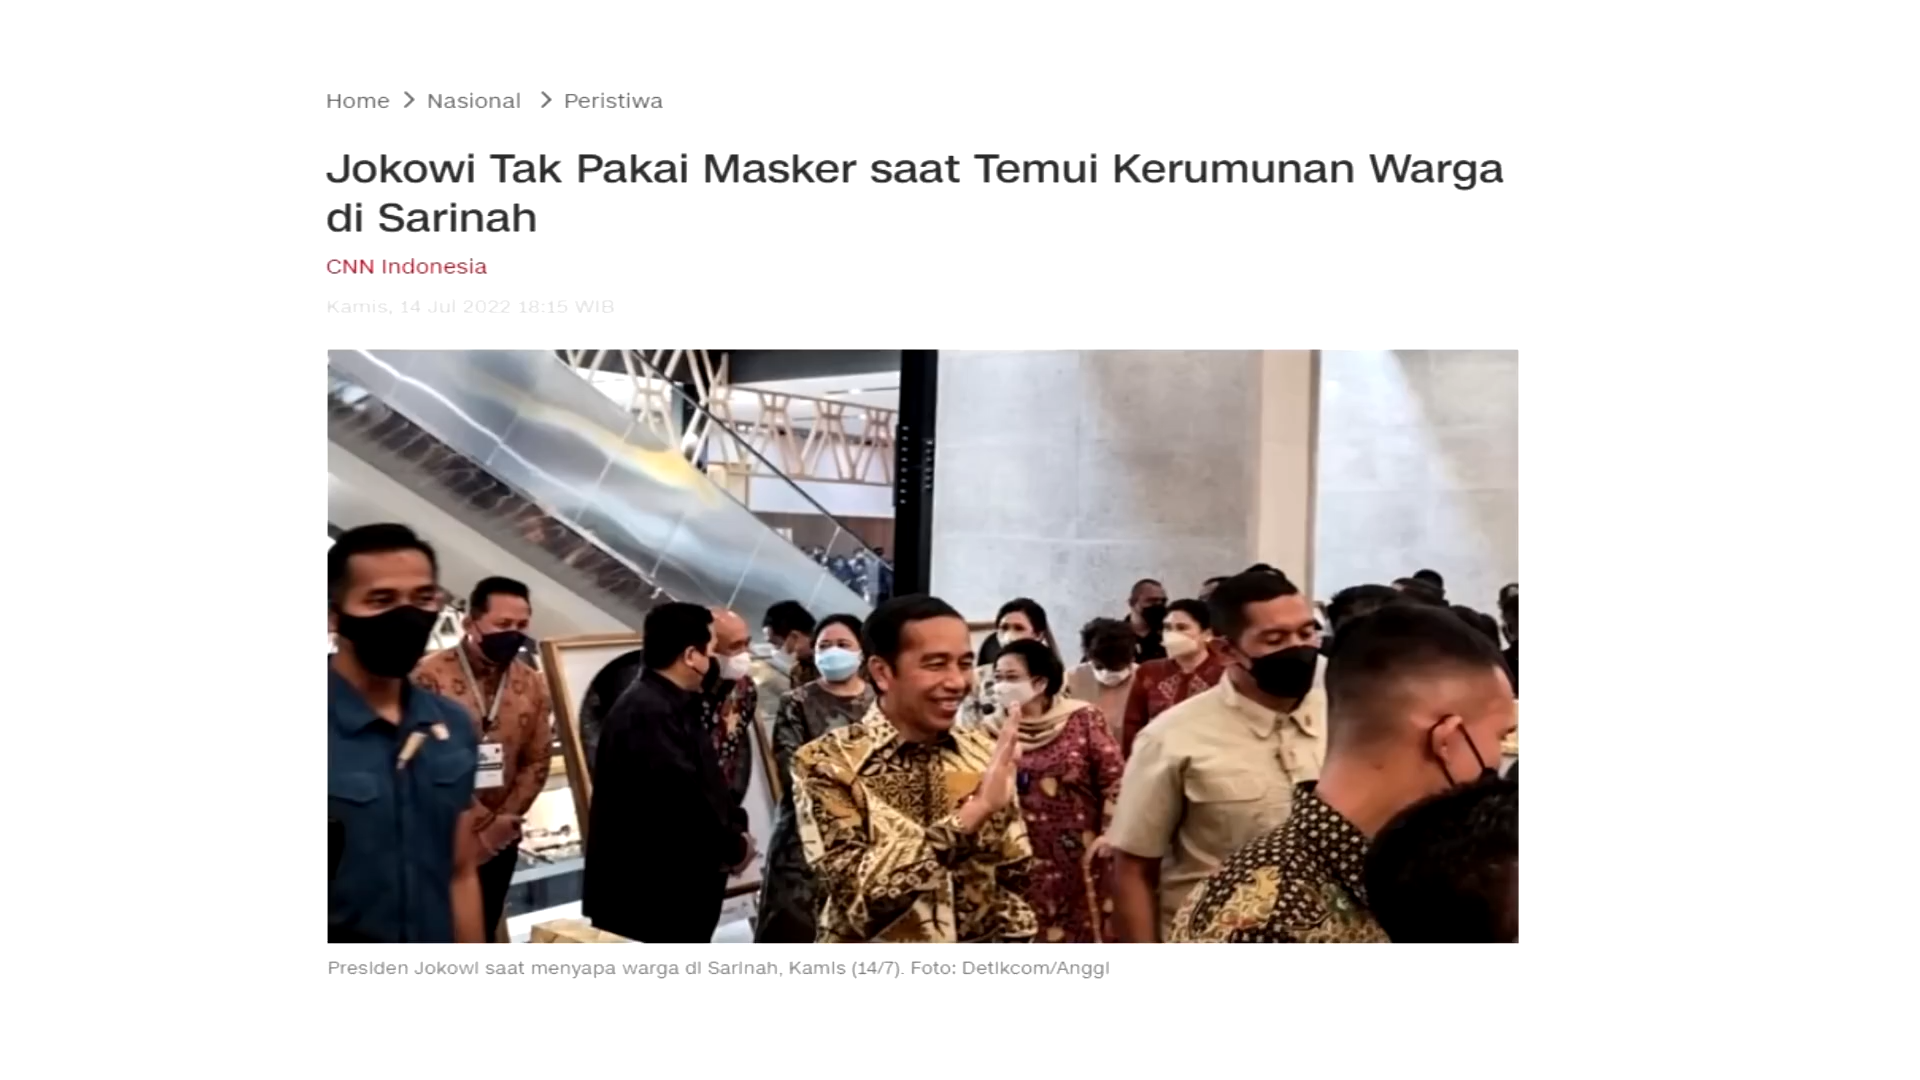 Home > Nasional > Peristiwa
Jokowi Tak Pakai Masker saat Temui Kerumunan Warga
di Sarinah
CNN Indonesia
Kamis, 14 Jul 2022 18:15 WIB
Presiden Jokowi saat menyapa warga di Sarinah, Kamis (14/7). Foto: Detikcom/Anggi